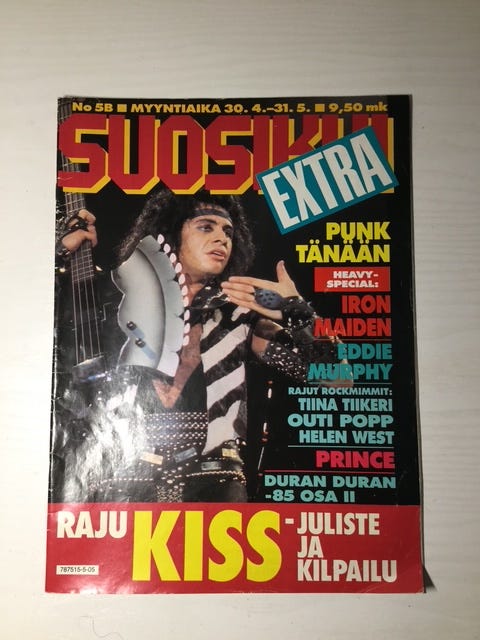 No 5B ■ MYYNTIAIKA 30. 4.–31. 5. ■ 9,50 mk
SUOSIKKI
EXTRA
PUNK
TÄNÄÄN
HEAVY-
SPECIAL:
IRON
MAIDEN
EDDIE
MURPHY
RAJUT ROCKMIMMIT:
TIINA TIIKERI
OUTI POPP
HELEN WEST
PRINCE
DURAN DURAN
-85 OSA II
RAJU KISS-JULISTE
JA
KILPAILU
787515-5-05